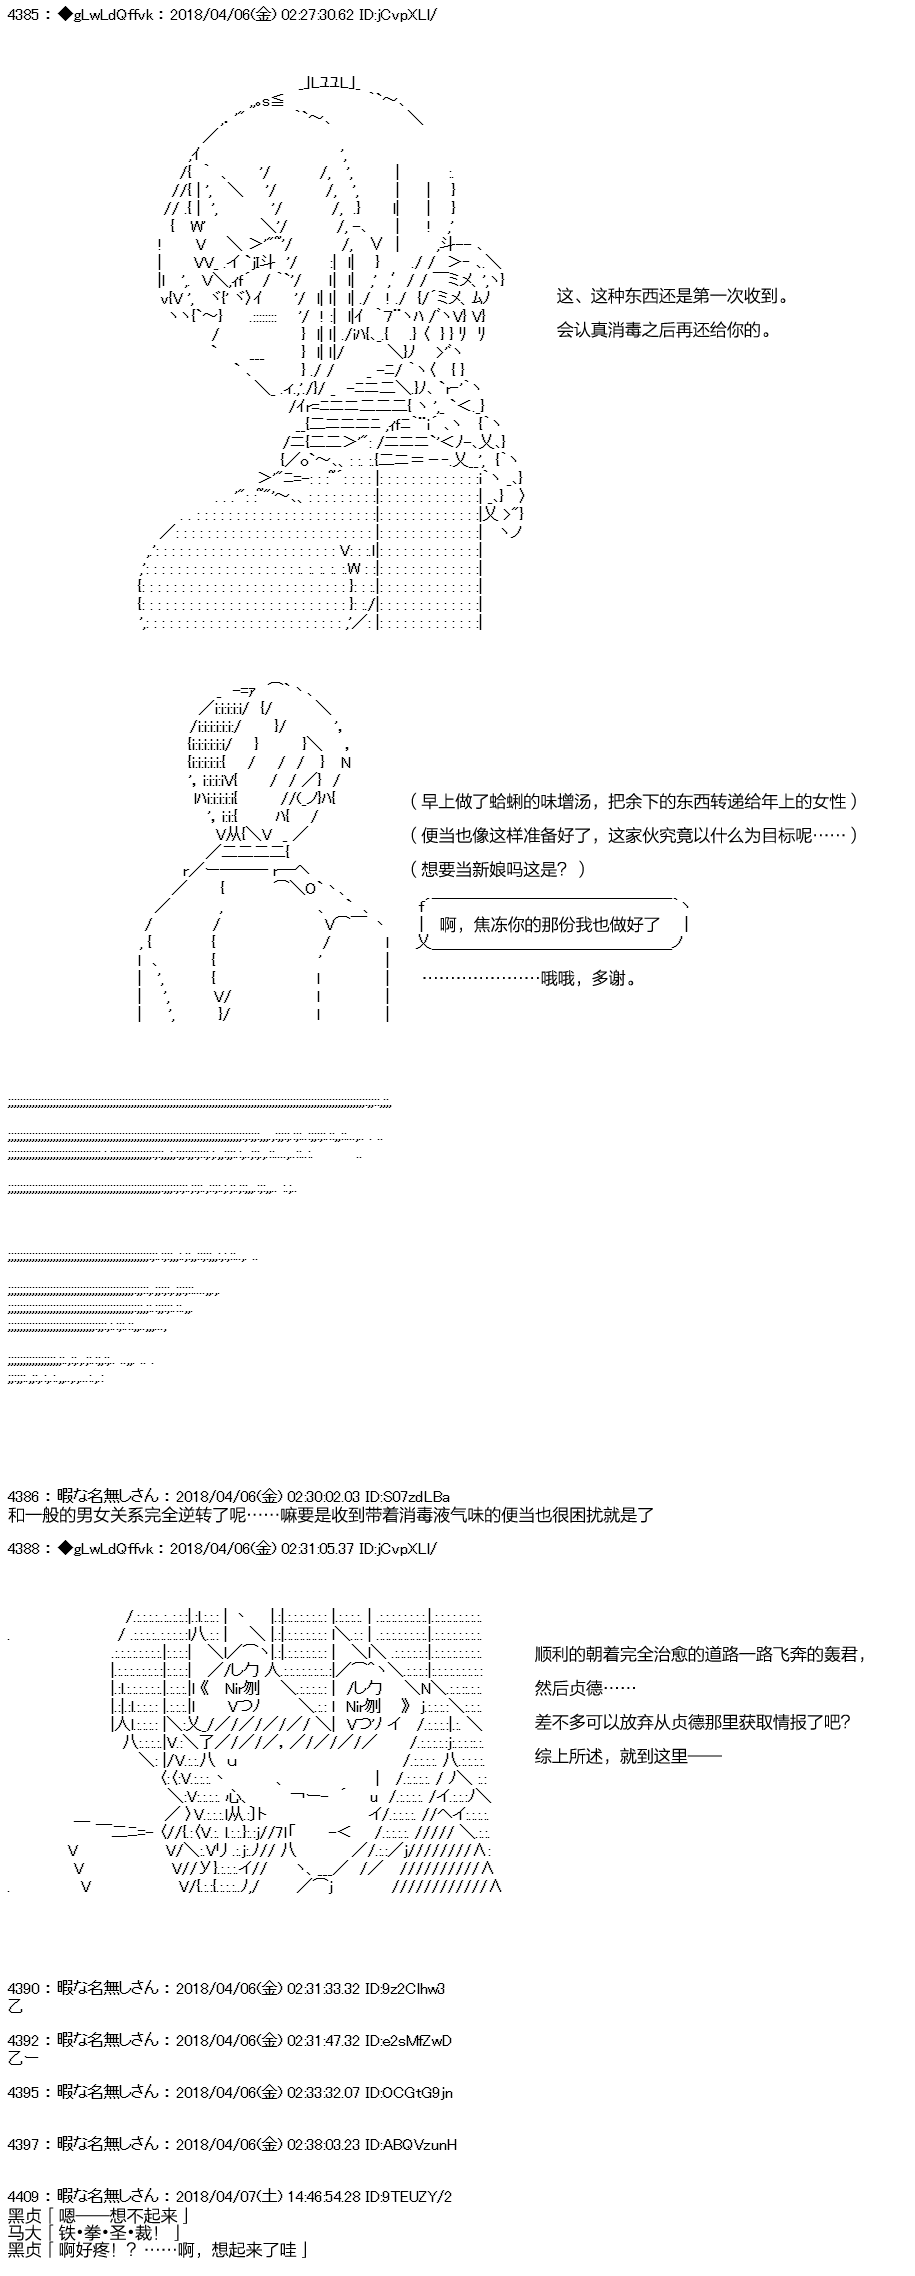 4385 : ◆gLwLdQffvk : 2018/04/06(金) 02:27:30.62 ID:jCvpXLI/
这、这种东西还是第一次收到。
会认真消毒之后再还给你的。
（早上做了蛤蜊的味增汤，把余下的东西转递给年上的女性）
（便当也像这样准备好了，这家伙究竟以什么为目标呢……）
（想要当新娘吗这是？）
啊，焦冻你的那份我也做好了
…………………哦哦，多谢。
4386 : 暇な名無しさん : 2018/04/06(金) 02:30:02.03 ID:S07zdLBa
和一般的男女关系完全逆转了呢……嘛要是收到带着消毒液气味的便当也很困扰就是了
4388 : ◆gLwLdQffvk : 2018/04/06(金) 02:31:05.37 ID:jCvpXLI/
顺利的朝着完全治愈的道路一路飞奔的轰君，
然后贞德……
差不多可以放弃从贞德那里获取情报了吧？
综上所述，就到这里——
4390 : 暇な名無しさん : 2018/04/06(金) 02:31:33.32 ID:9z2CIhw3
乙
4392 : 暇な名無しさん : 2018/04/06(金) 02:31:47.32 ID:e2sMfZwD
乙ー
4395 : 暇な名無しさん : 2018/04/06(金) 02:33:32.07 ID:OCGtG9jn
4397 : 暇な名無しさん : 2018/04/06(金) 02:38:03.23 ID:ABQVzunH
4409 : 暇な名無しさん : 2018/04/07(土) 14:46:54.28 ID:9TEUZY/2
黑贞「嗯——想不起来」
马大「铁•拳•圣•裁！」
黑贞「啊好疼！？……啊，想起来了哇」